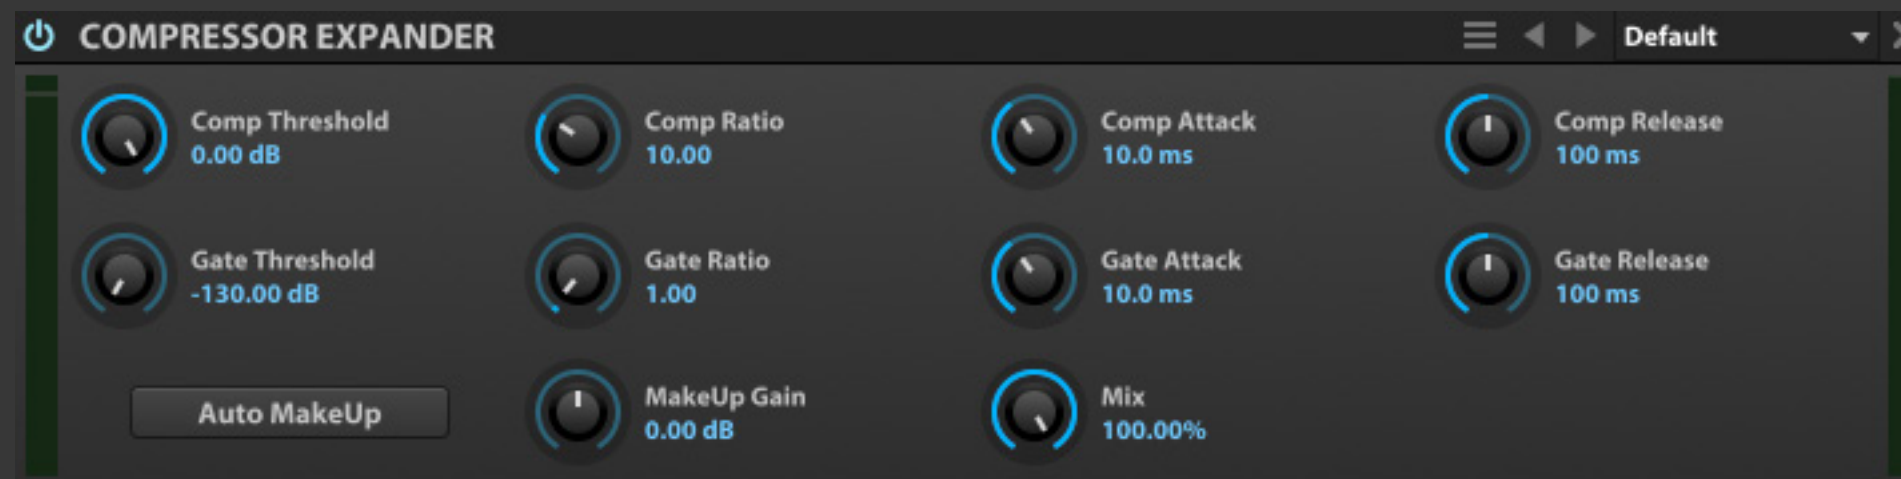 COMPRESSOR EXPANDER
Default
Comp Threshold
0.00 dB
Comp Ratio
10.00
Comp Attack
10.0 ms
Comp Release
100 ms
Gate Threshold
-130.00 dB
Gate Ratio
1.00
Gate Attack
10.0 ms
Gate Release
100 ms
Auto MakeUp
MakeUp Gain
0.00 dB
Mix
100.00%